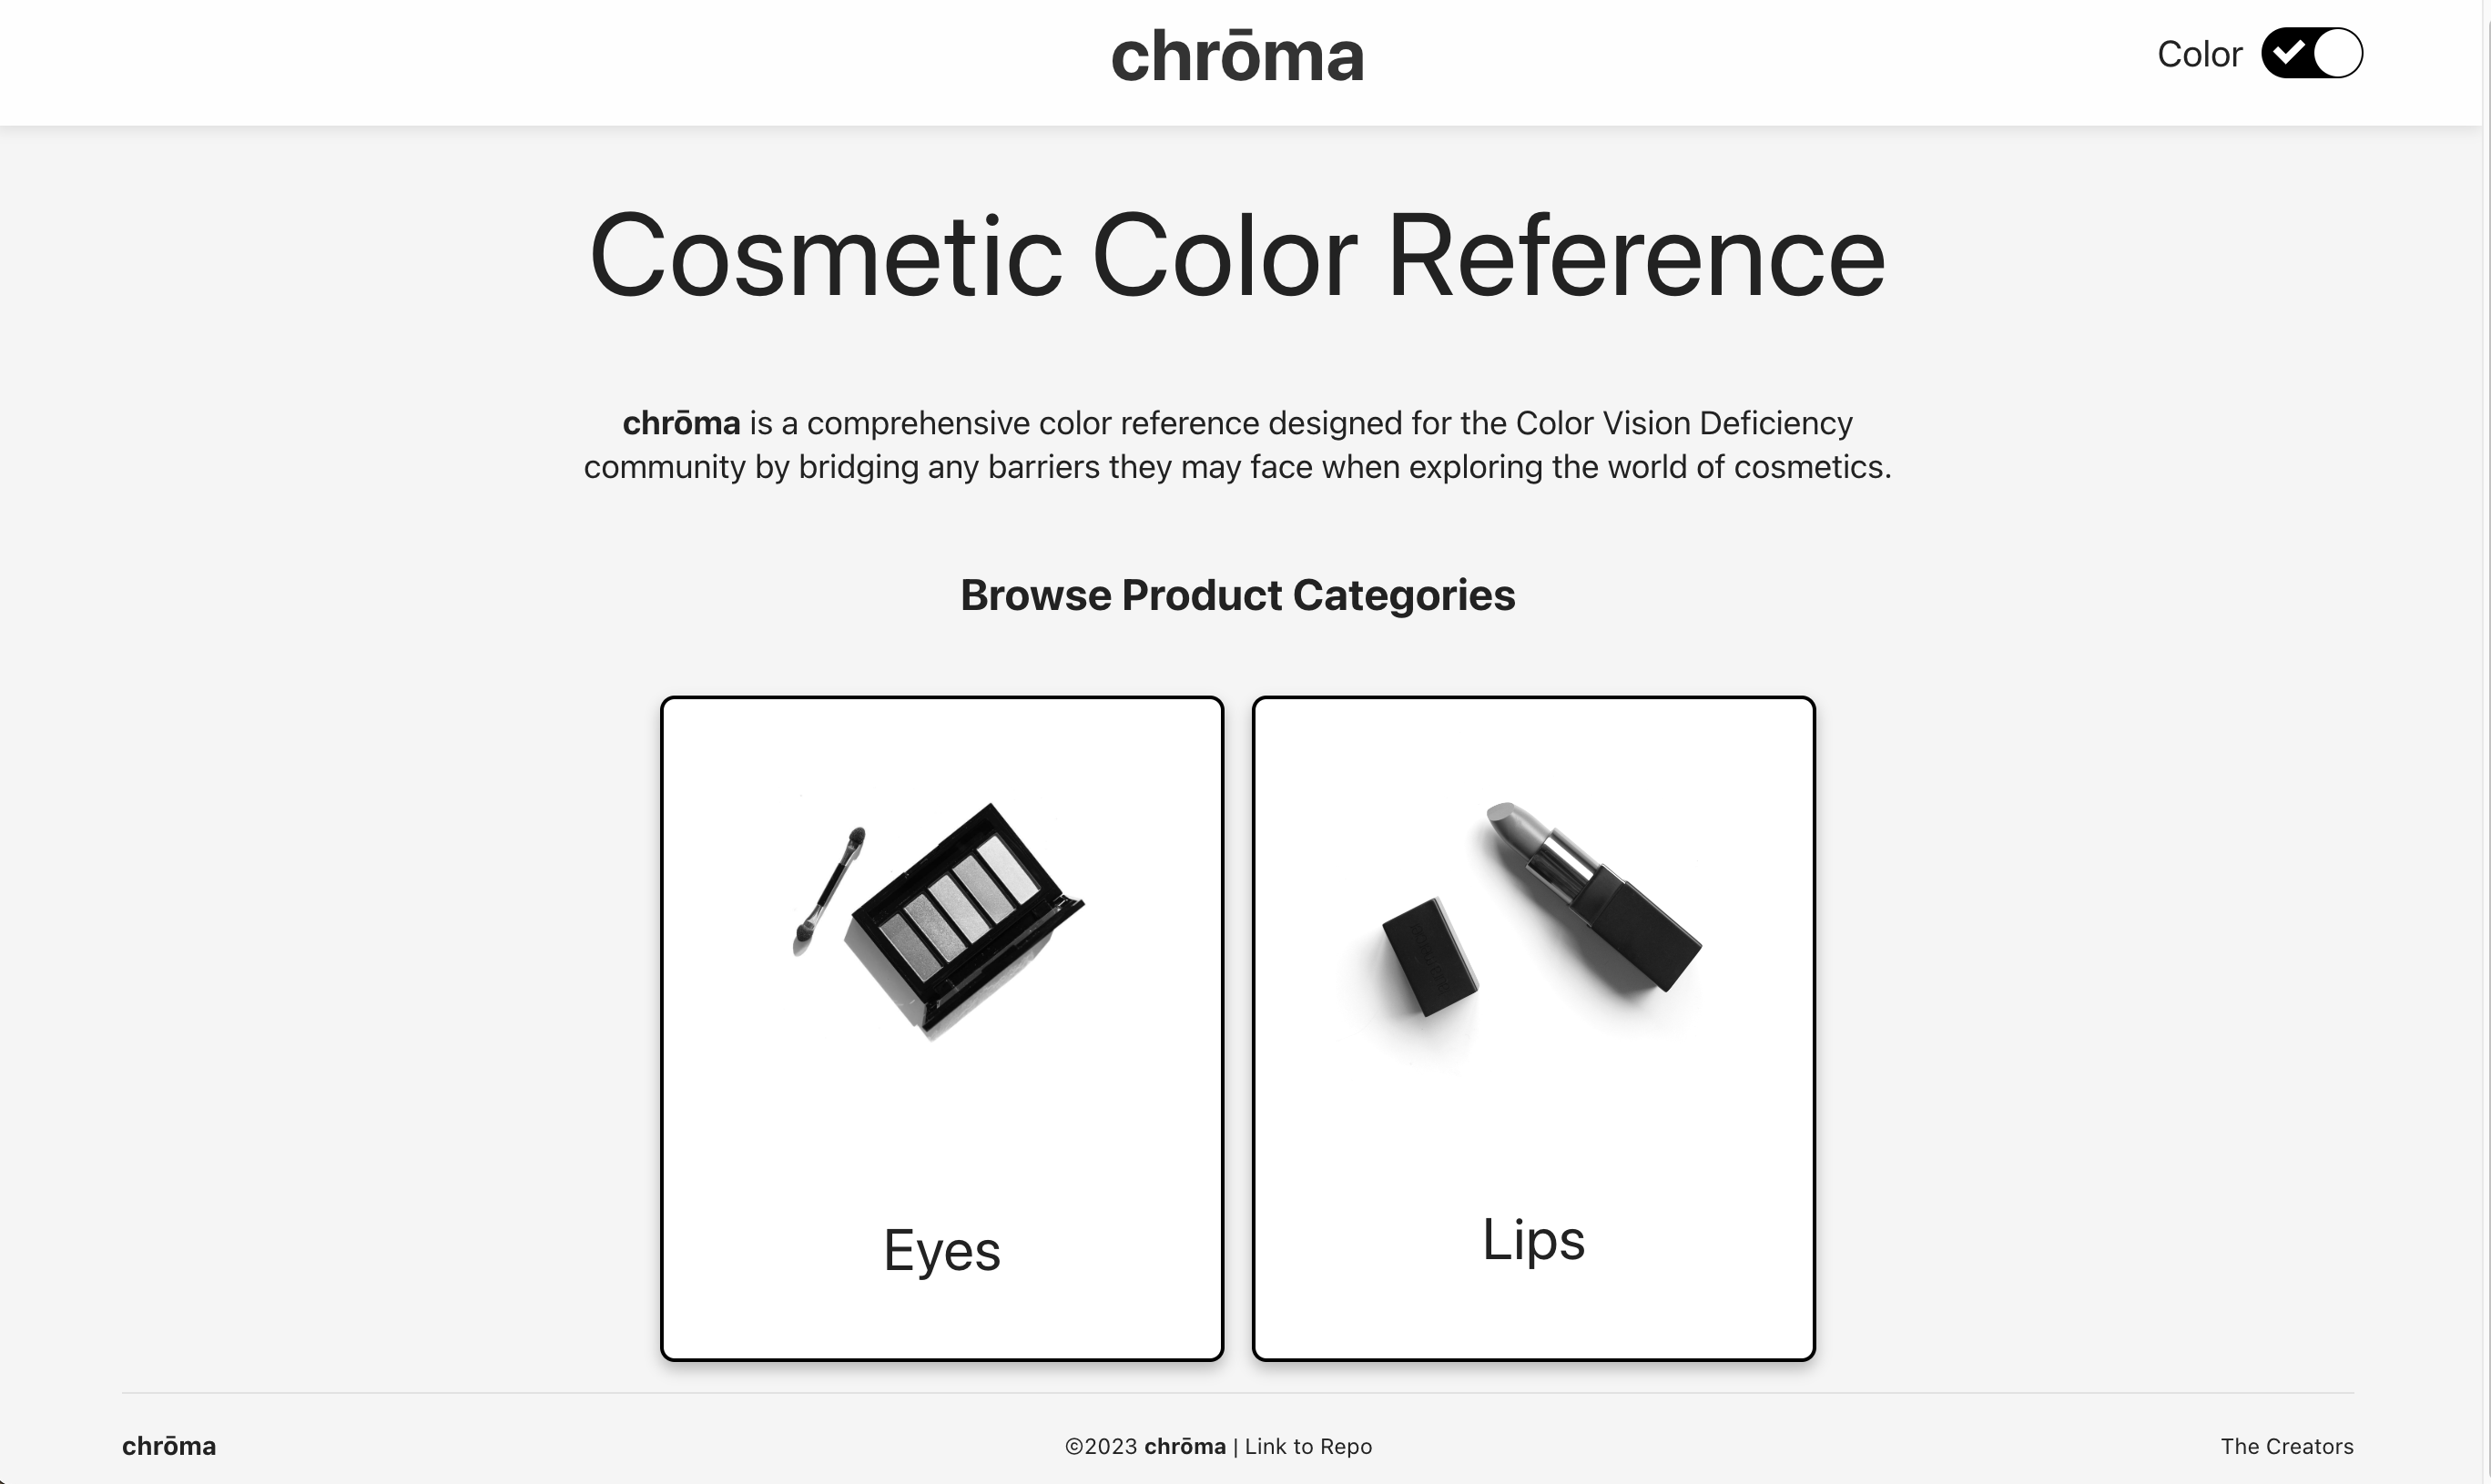 chrōma
Color
Cosmetic Color Reference
chrōma is a comprehensive color reference designed for the Color Vision Deficiency
community by bridging any barriers they may face when exploring the world of cosmetics.
Browse Product Categories
Eyes
Lips
chrōma
©2023 chrōma | Link to Repo
The Creators